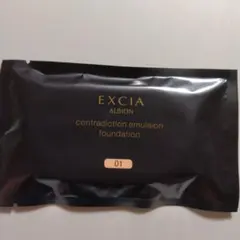 EXCIA
ALBION
contradiction emulsion
foundation
01